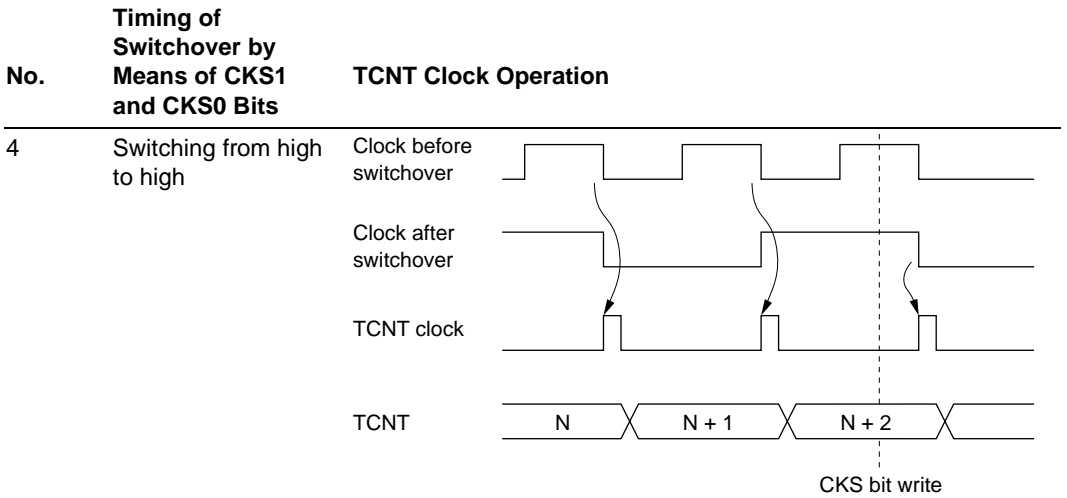 No.
Timing of
Switchover by
Means of CKS1
and CKS0 Bits
TCNT Clock Operation
4
Switching from high
to high
Clock before
switchover
Clock after
switchover
TCNT clock
TCNT
N
N + 1
N + 2
CKS bit write